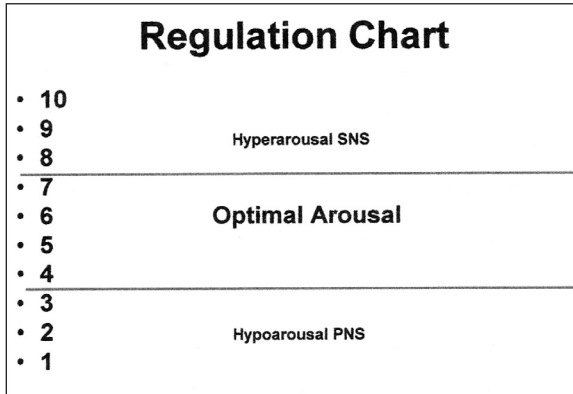 Regulation Chart
• 10
• 9
Hyperarousal SNS
• 8
• 7
• 6
Optimal Arousal
• 5
• 4
• 3
• 2
Hypoarousal PNS
• 1